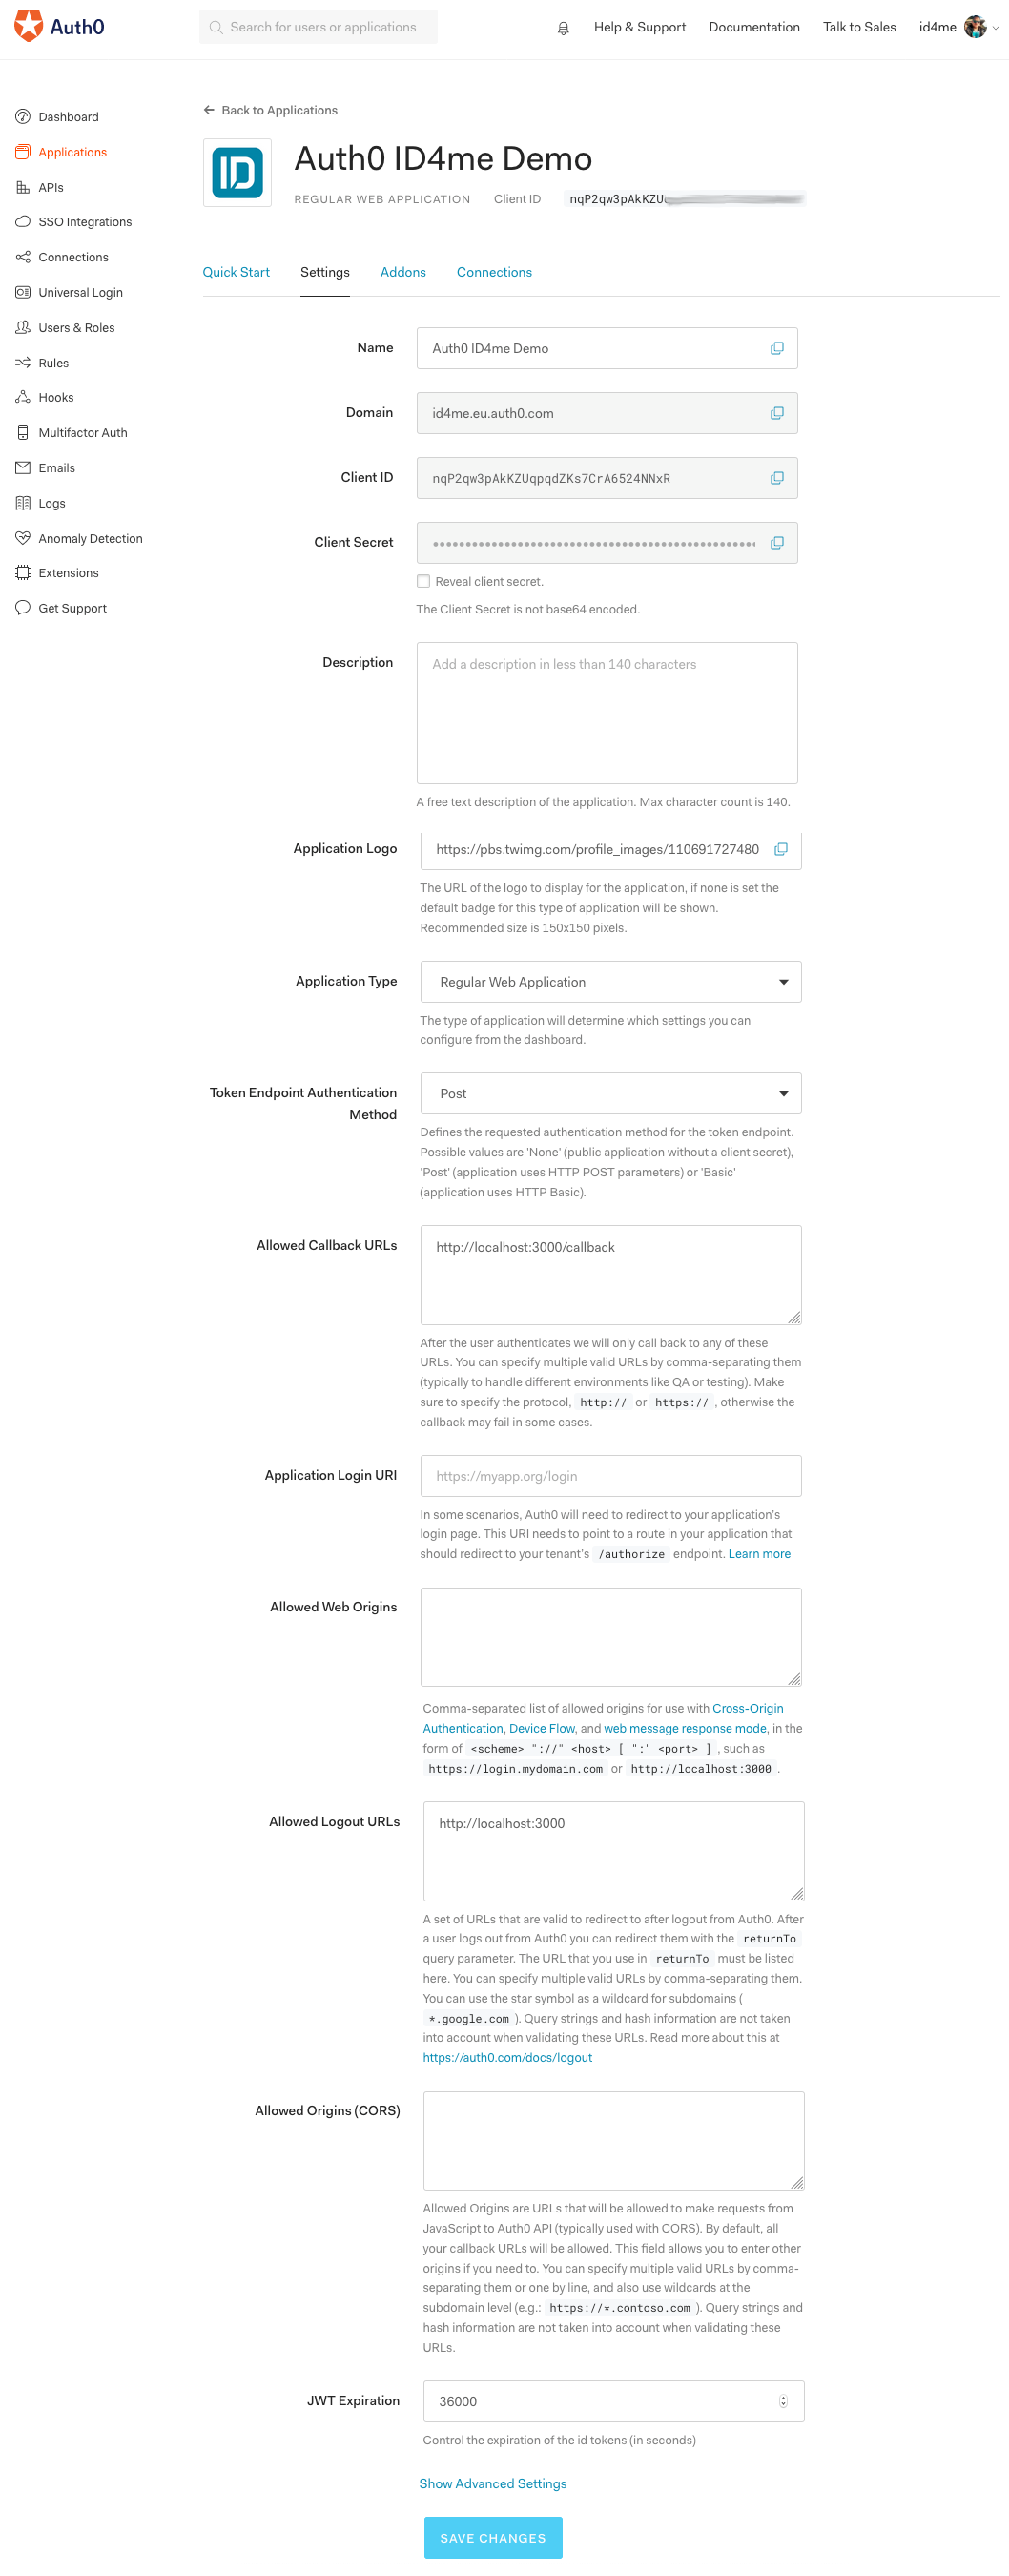 Auth0
Search for users or applications
Help & Support
Documentation
Talk to Sales
id4me
Dashboard
Applications
APIs
SSO Integrations
Connections
Universal Login
Users & Roles
Rules
Hooks
Multifactor Auth
Emails
Logs
Anomaly Detection
Extensions
Get Support
Back to Applications
ID
Auth0 ID4me Demo
REGULAR WEB APPLICATION
Client ID
nqP2qw3pAkKZU
Quick Start
Settings
Addons
Connections
Name
Auth0 ID4me Demo
Domain
id4me.eu.auth0.com
Client ID
nqP2qw3pAkKZUqpqdZKs7CrA6524NNxR
Client Secret
••••••••••••••••••••••••••••••••••••••••••••••••••
Reveal client secret.
The Client Secret is not base64 encoded.
Description
Add a description in less than 140 characters
A free text description of the application. Max character count is 140.
Application Logo
https://pbs.twimg.com/profile_images/110691727480
The URL of the logo to display for the application, if none is set the
default badge for this type of application will be shown.
Recommended size is 150x150 pixels.
Application Type
Regular Web Application
The type of application will determine which settings you can
configure from the dashboard.
Token Endpoint Authentication
Method
Post
Defines the requested authentication method for the token endpoint.
Possible values are 'None' (public application without a client secret),
'Post' (application uses HTTP POST parameters) or 'Basic'
(application uses HTTP Basic).
Allowed Callback URLs
http://localhost:3000/callback
After the user authenticates we will only call back to any of these
URLs. You can specify multiple valid URLs by comma-separating them
(typically to handle different environments like QA or testing). Make
sure to specify the protocol, http:// or https:// , otherwise the
callback may fail in some cases.
Application Login URI
https://myapp.org/login
In some scenarios, Auth0 will need to redirect to your application's
login page. This URI needs to point to a route in your application that
should redirect to your tenant's /authorize endpoint. Learn more
Allowed Web Origins
Comma-separated list of allowed origins for use with Cross-Origin
Authentication, Device Flow, and web message response mode, in the
form of <scheme> "://" <host> [ ":" <port> ] , such as
https://login.mydomain.com or http://localhost:3000 .
Allowed Logout URLs
http://localhost:3000
A set of URLs that are valid to redirect to after logout from Auth0. After
a user logs out from Auth0 you can redirect them with the returnTo
query parameter. The URL that you use in returnTo must be listed
here. You can specify multiple valid URLs by comma-separating them.
You can use the star symbol as a wildcard for subdomains (
*.google.com ). Query strings and hash information are not taken
into account when validating these URLs. Read more about this at
https://auth0.com/docs/logout
Allowed Origins (CORS)
Allowed Origins are URLs that will be allowed to make requests from
JavaScript to Auth0 API (typically used with CORS). By default, all
your callback URLs will be allowed. This field allows you to enter other
origins if you need to. You can specify multiple valid URLs by comma-
separating them or one by line, and also use wildcards at the
subdomain level (e.g.: https://*.contoso.com ). Query strings and
hash information are not taken into account when validating these
URLs.
JWT Expiration
36000
Control the expiration of the id tokens (in seconds)
Show Advanced Settings
SAVE CHANGES